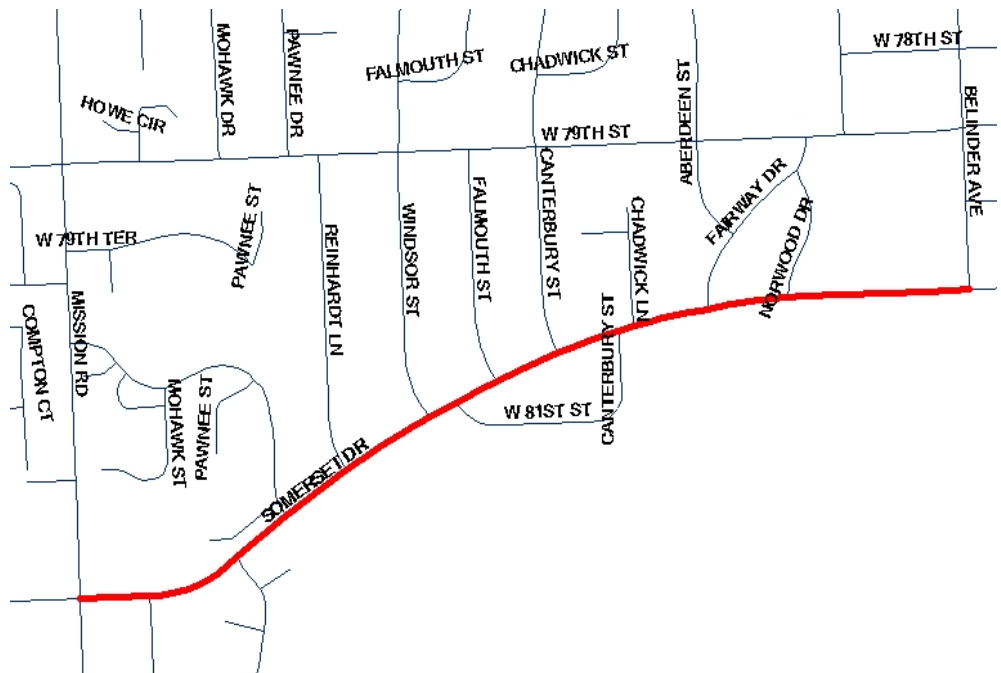 W 78TH ST
MOHAWK DR
PAWNEE DR
FALMOUTH ST
CHADWICK ST
ABERDEEN ST
BELINDER AVE
HOWE CIR
W 79TH ST
CANTERBURY ST
FAIRWAY DR
NORWOOD DR
W 79TH TER
PAWNEE ST
REINHARDT LN
WINDSOR ST
FALMOUTH ST
CHADWICK LN
COMPTON CT
MISSION RD
MOHAWK ST
PAWNEE ST
CANTERBURY ST
W 81ST ST
SOMERSET DR